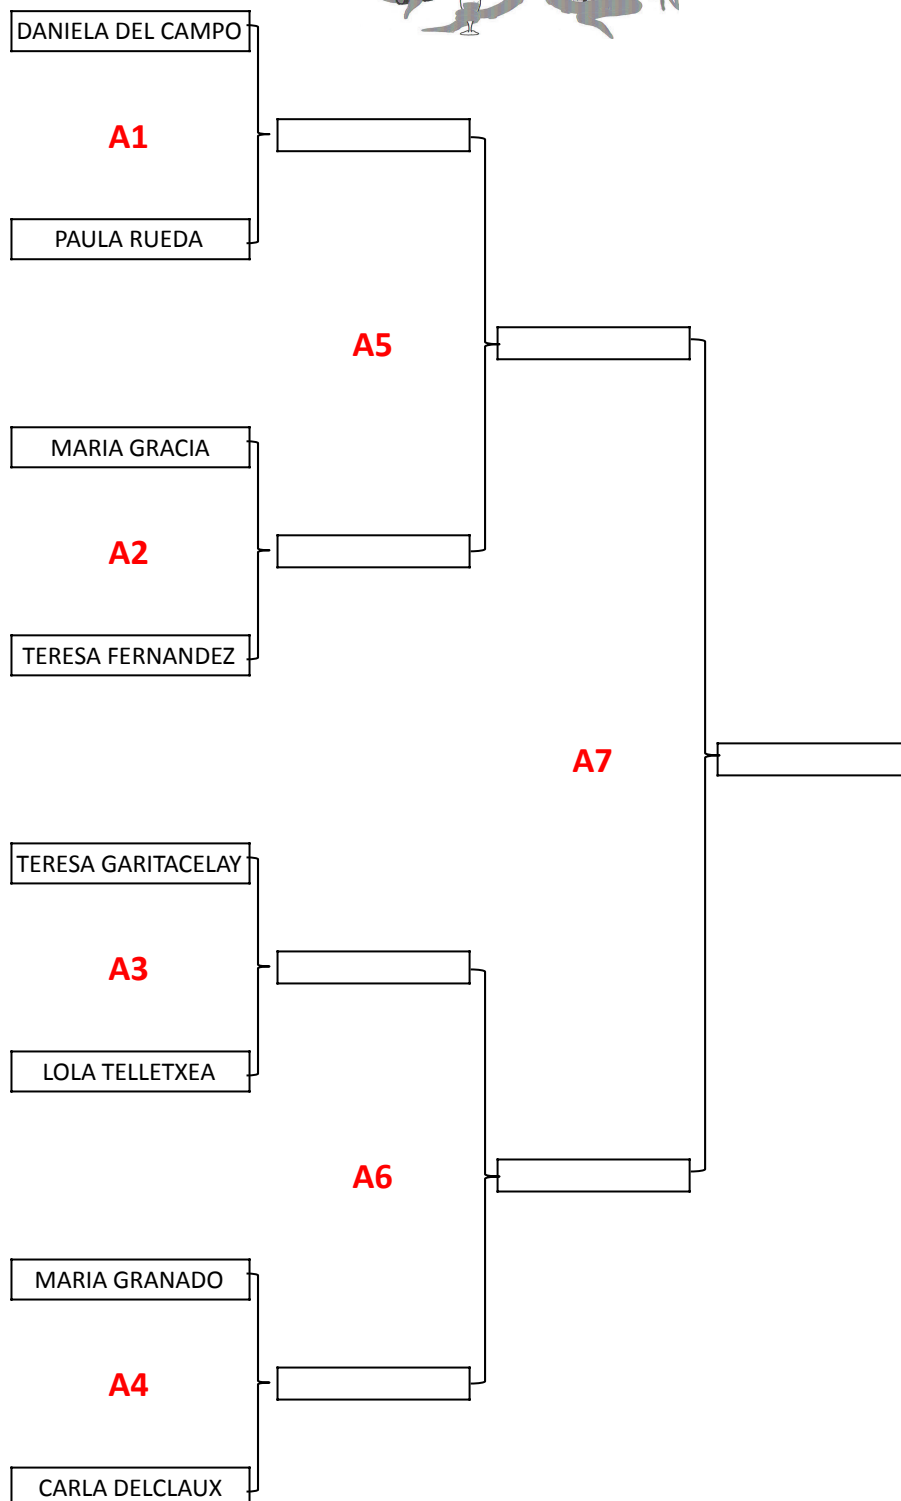 DANIELA DEL CAMPO
A1
PAULA RUEDA
A5
MARIA GRACIA
A2
TERESA FERNANDEZ
A7
TERESA GARITACELAY
A3
LOLA TELLETXEA
A6
MARIA GRANADO
A4
CARLA DELCLAUX